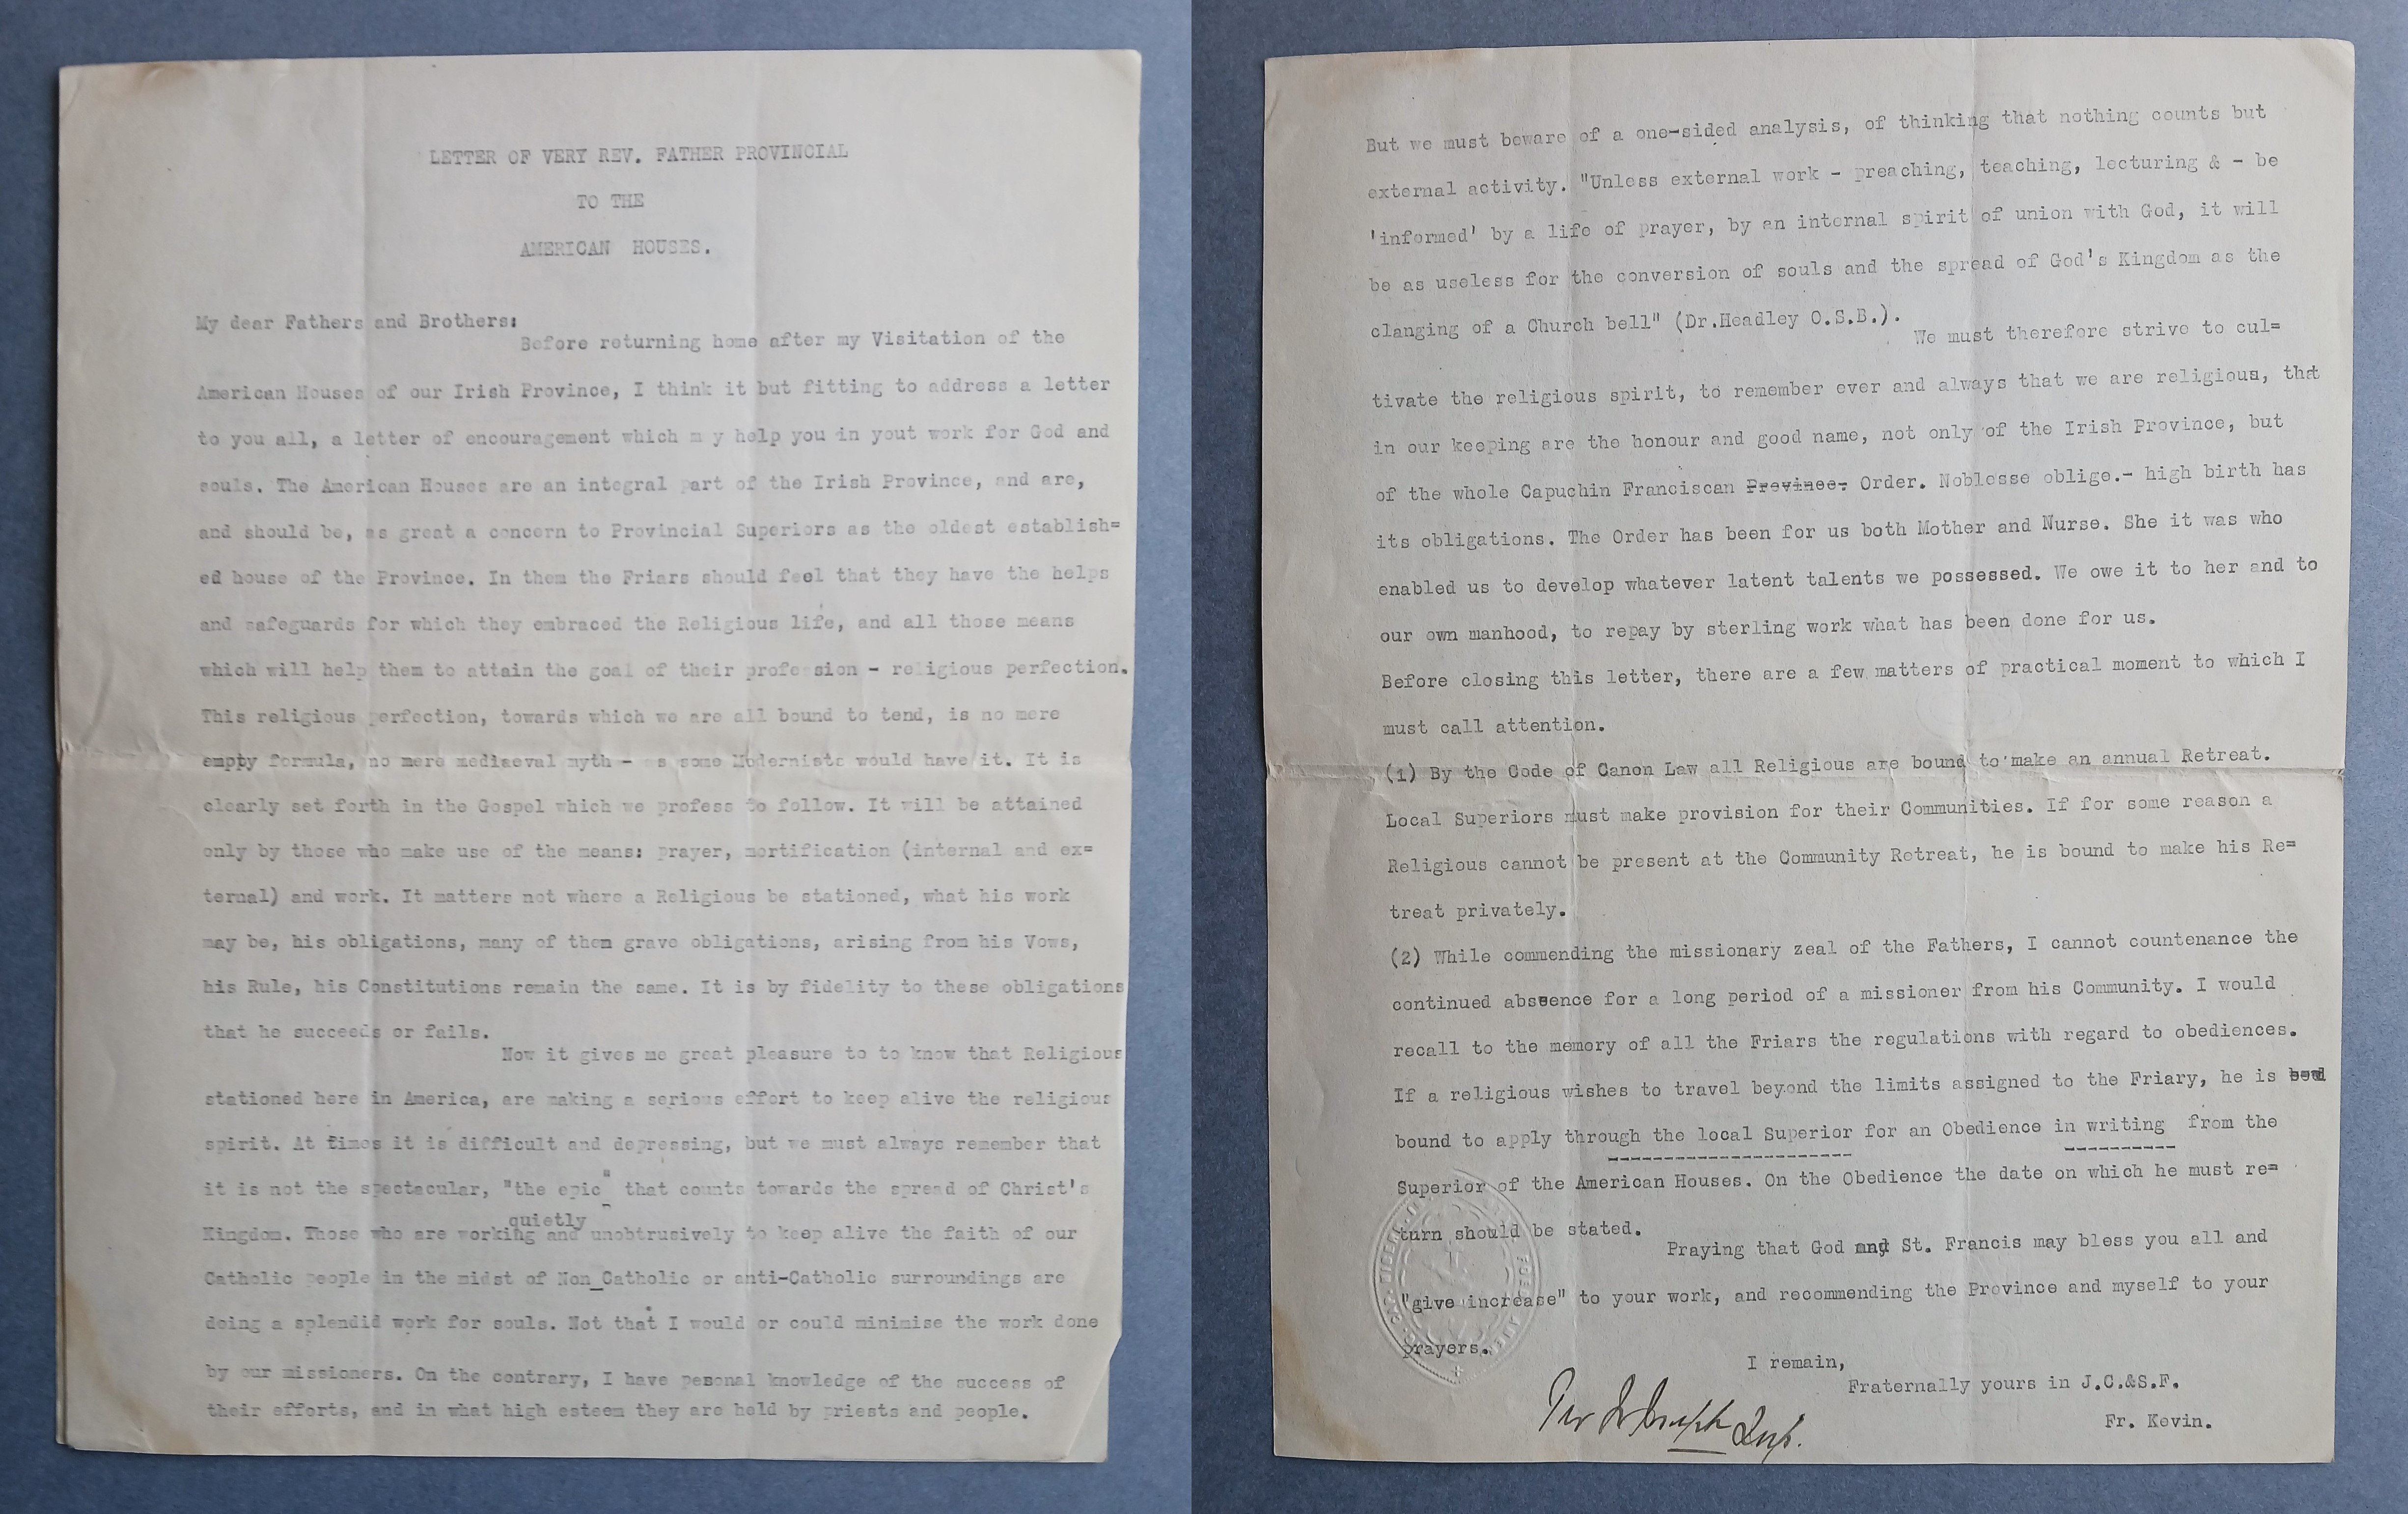 LETTER OF VERY REV. FATHER PROVINCIAL
TO THE
AMERICAN HOUSES.
My dear Fathers and Brothers:
Before returning home after my Visitation of the
American Houses of our Irish Province, I think it but fitting to address a letter
to you all, a letter of encouragement which m y help you in yout work for God and
souls. The American Houses are an integral part of the Irish Province, and are,
and should be, as great a concern to Provincial Superiors as the oldest establish=
ed house of the Province. In them the Friars should feel that they have the helps
and safeguards for which they embraced the Religious life, and all those means
which will help them to attain the goal of their profession - religious perfection.
This religious perfection, towards which we are all bound to tend, is no mere
empty formula, no mere mediaeval myth - as some Modernists would have it. It is
clearly set forth in the Gospel which we profess to follow. It will be attained
only by those who make use of the means: prayer, mortification (internal and ex=
ternal) and work. It matters not where a Religious be stationed, what his work
may be, his obligations, many of them grave obligations, arising from his Vows,
his Rule, his Constitutions remain the same. It is by fidelity to these obligations
that he succeeds or fails.
Now it gives me great pleasure to to know that Religious
stationed here in America, are making a serious effort to keep alive the religious
spirit. At times it is difficult and depressing, but we must always remember that
it is not the spectacular, "the epic" that counts towards the spread of Christ's
quietly
Kingdom. Those who are working and unobtrusively to keep alive the faith of our
Catholic people in the midst of Non_Catholic or anti-Catholic surroundings are
doing a splendid work for souls. Not that I would or could minimise the work done
by our missioners. On the contrary, I have pesonal knowledge of the success of
their efforts, and in what high esteem they are held by priests and people.
But we must beware of a one-sided analysis, of thinking that nothing counts but
external activity. "Unless external work - preaching, teaching, lecturing & - be
'informed' by a life of prayer, by an internal spirit of union with God, it will
be as useless for the conversion of souls and the spread of God's Kingdom as the
clanging of a Church bell" (Dr.Headley O.S.B.).
We must therefore strive to cul=
tivate the religious spirit, to remember ever and always that we are religious, that
in our keeping are the honour and good name, not only of the Irish Province, but
of the whole Capuchin Franciscan Province. Order. Noblesse oblige.- high birth has
its obligations. The Order has been for us both Mother and Nurse. She it was who
enabled us to develop whatever latent talents we possessed. We owe it to her and to
our own manhood, to repay by sterling work what has been done for us.
Before closing this letter, there are a few matters of practical moment to which I
must call attention.
(1) By the Code of Canon Law all Religious are bound to make an annual Retreat.
Local Superiors must make provision for their Communities. If for some reason a
Religious cannot be present at the Community Retreat, he is bound to make his Re=
treat privately.
(2) While commending the missionary zeal of the Fathers, I cannot countenance the
continued absence for a long period of a missioner from his Community. I would
recall to the memory of all the Friars the regulations with regard to obediences.
If a religious wishes to travel beyond the limits assigned to the Friary, he is
bound to apply through the local Superior for an Obedience in writing from the
Superior of the American Houses. On the Obedience the date on which he must re=
turn should be stated.
Praying that God and St. Francis may bless you all and
"give increase" to your work, and recommending the Province and myself to your
prayers.
I remain,
Fraternally yours in J.C.&S.F.
Fr. Kevin.